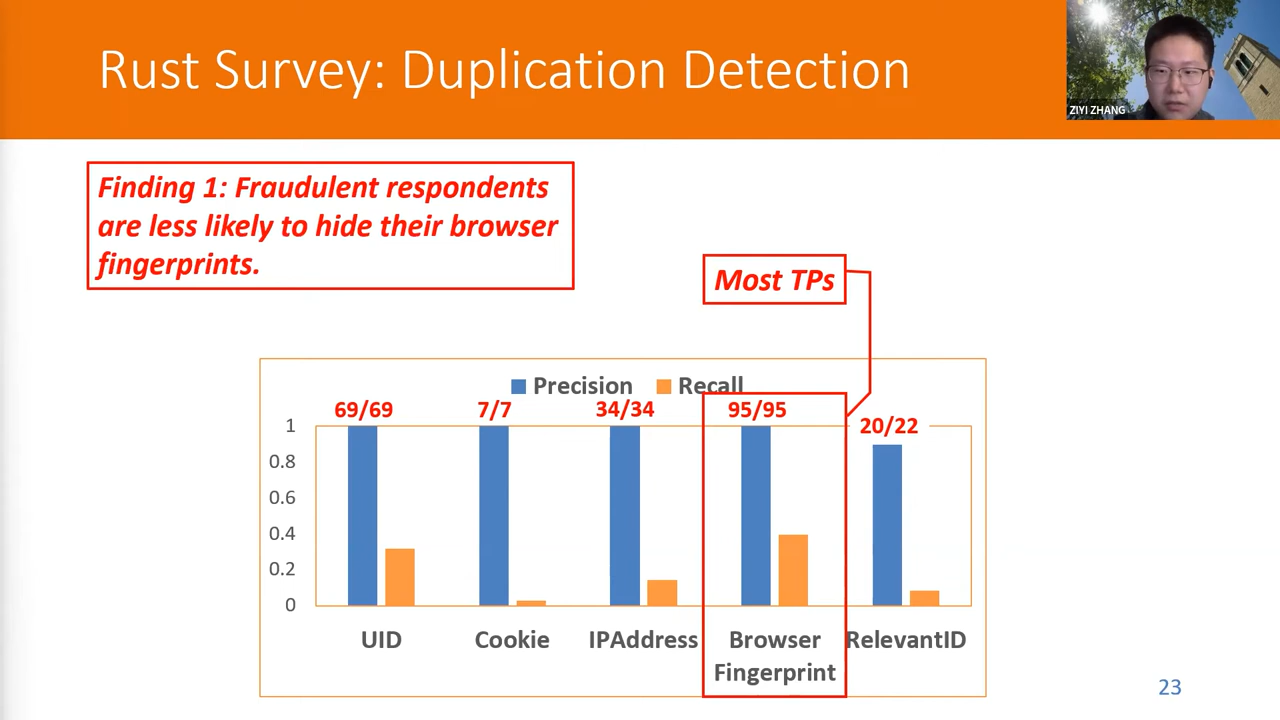 Rust Survey: Duplication Detection
ZIYI ZHANG
Finding 1: Fraudulent respondents
are less likely to hide their browser
fingerprints.
Most TPs
Precision
Recall
69/69
7/7
34/34
95/95
20/22
1
0.8
0.6
0.4
0.2
0
UID
Cookie
IPAddress
Browser
Fingerprint
RelevantID
23